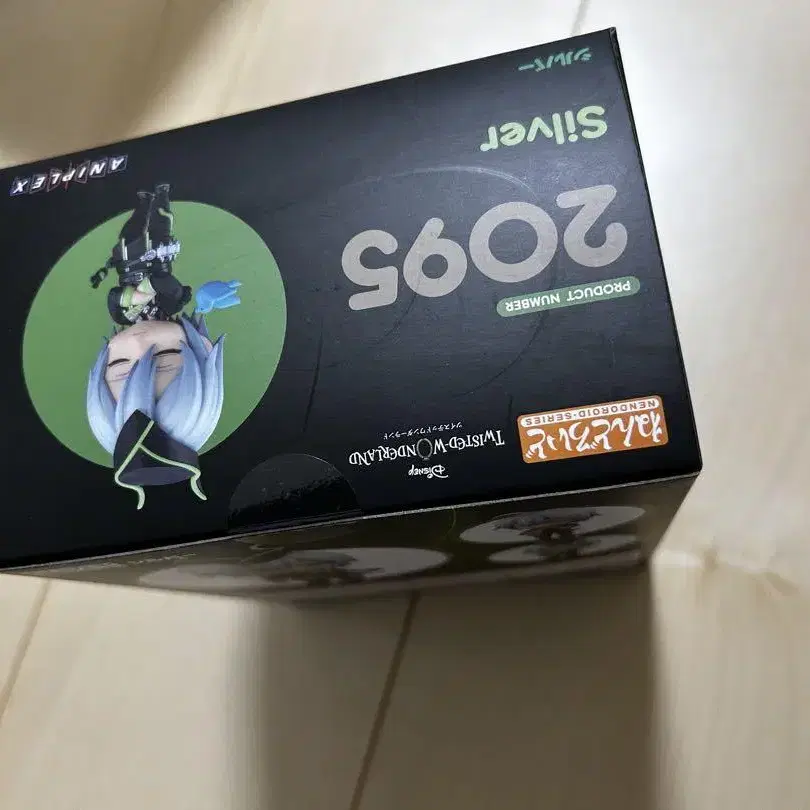 ねんどろいど
NENDOROID-SERIES
Disney
TWISTED-WONDERLAND
ツイステッドワンダーランド
PRODUCT NUMBER
2095
Silver
シルバー
ANIPLEX